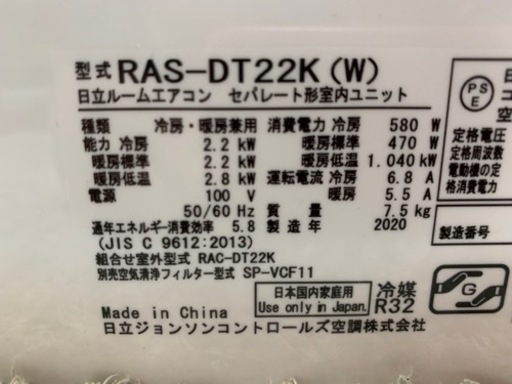 型式 RAS-DT22K(W)
日立ルームエアコン セパレート形室内ユニット
種類 冷房・暖房兼用
能力 冷房 2.2 kW
暖房標準 2.2 kW
暖房低温 2.8 kW
電源 100 V
50/60 Hz
消費電力 冷房 580 W
暖房標準 470 W
暖房低温 1.040 kW
運転電流 冷房 6.8 A
暖房 5.5 A
質量 7.5 kg
通年エネルギー消費効率 5.8 製造年 2020
(JIS C 9612:2013)
組合せ室外型式 RAC-DT22K
別売空気清浄フィルター型式 SP-VCF11
日本国内家庭用
Use only in Japan.
冷媒
R32
Made in China
日立ジョンソンコントロールズ空調株式会社
PS
E
定格電圧
定格周波数
電動機の定
格消費電力
製造番号
G